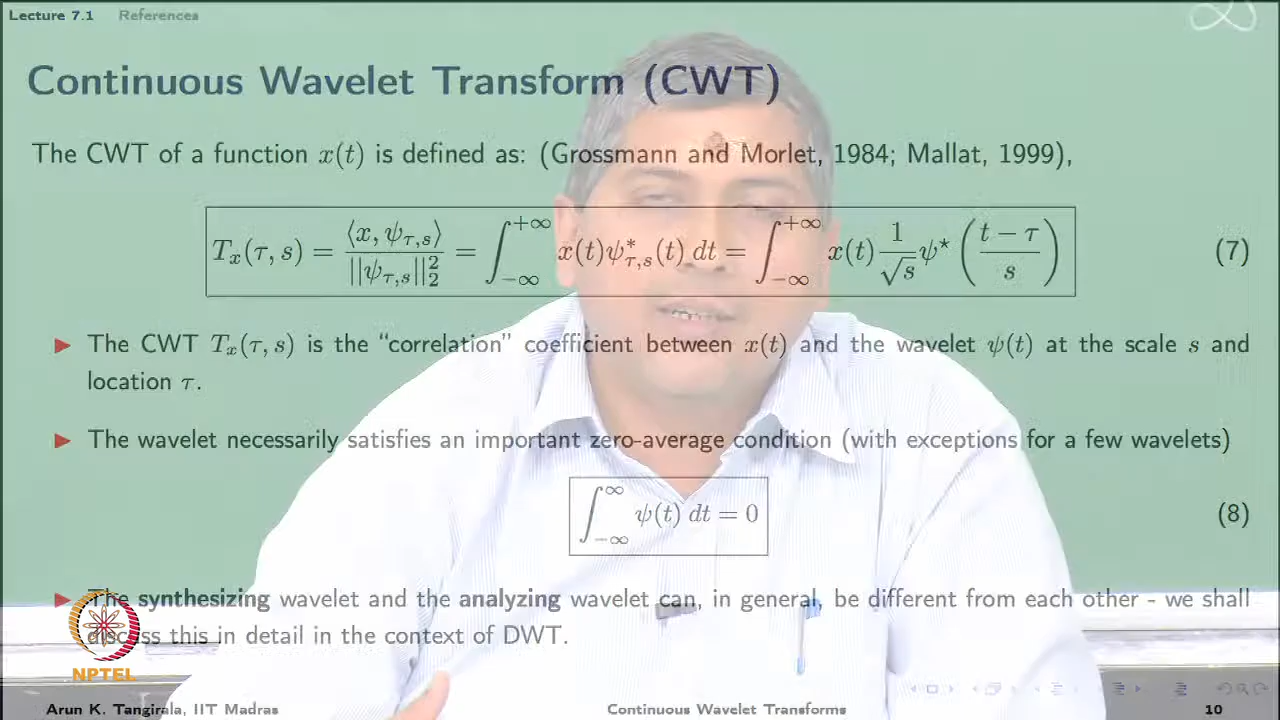 Lecture 7.1 References
Continuous Wavelet Transform (CWT)
The CWT of a function x(t) is defined as: (Grossmann and Morlet, 1984; Mallat, 1999),
T_x(τ, s) = ⟨x, ψ_{τ,s}⟩ / ||ψ_{τ,s}||_2^2 = ∫_{−∞}^{+∞} x(t)ψ*_{τ,s}(t) dt = ∫_{−∞}^{+∞} x(t) 1/√s ψ⋆((t − τ)/s) (7)
▶ The CWT T_x(τ, s) is the “correlation” coefficient between x(t) and the wavelet ψ(t) at the scale s and
location τ.
▶ The wavelet necessarily satisfies an important zero-average condition (with exceptions for a few wavelets)
∫_{−∞}^{∞} ψ(t) dt = 0 (8)
▶ The synthesizing wavelet and the analyzing wavelet can, in general, be different from each other - we shall
discuss this in detail in the context of DWT.
NPTEL
Arun K. Tangirala, IIT Madras Continuous Wavelet Transforms 10